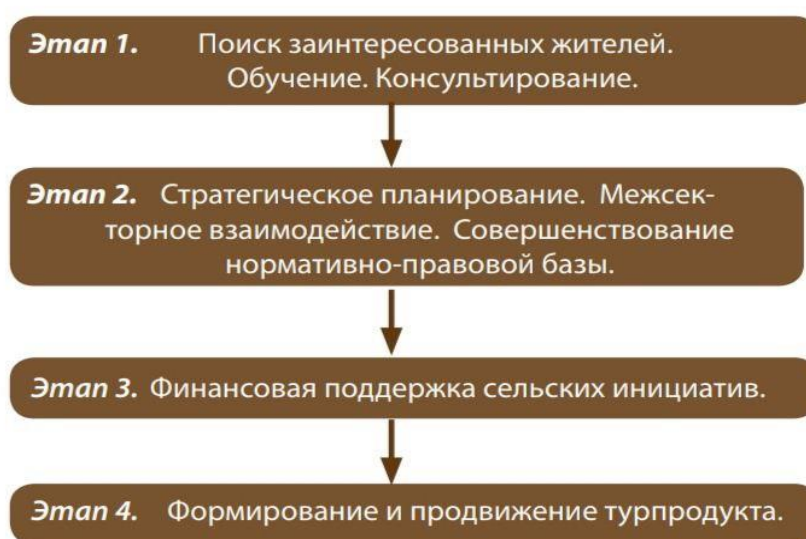 Этап 1. Поиск заинтересованных жителей.
Обучение. Консультирование.
Этап 2. Стратегическое планирование. Межсек-
торное взаимодействие. Совершенствование
нормативно-правовой базы.
Этап 3. Финансовая поддержка сельских инициатив.
Этап 4. Формирование и продвижение турпродукта.